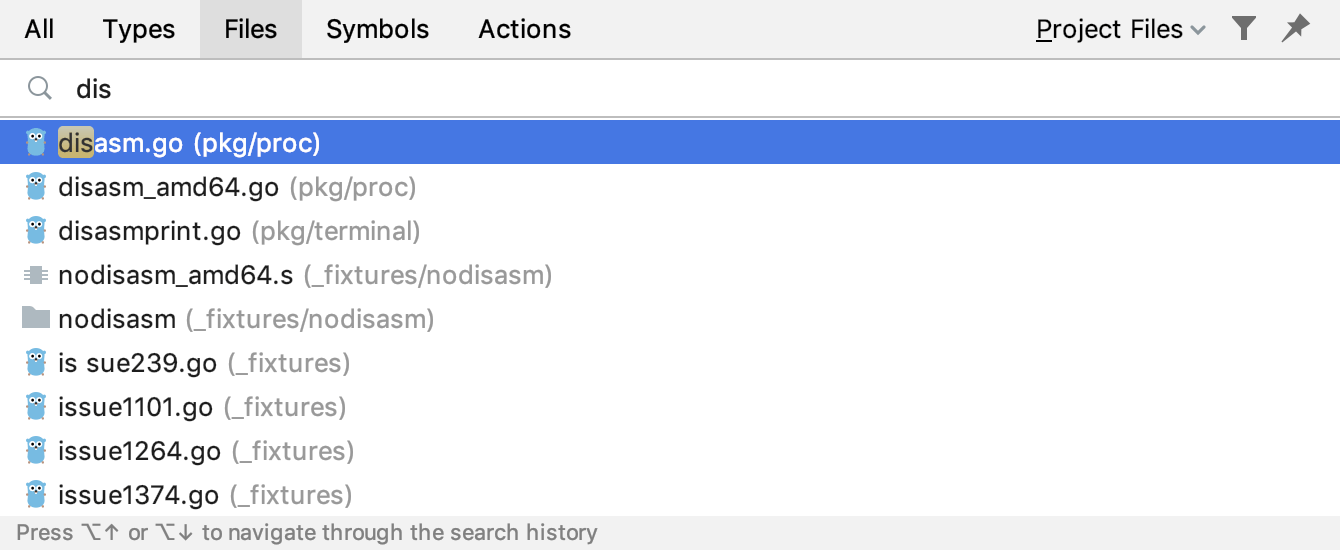 All Types Files Symbols Actions Project Files
dis
disasm.go (pkg/proc)
disasm_amd64.go (pkg/proc)
disasmprint.go (pkg/terminal)
nodisasm_amd64.s (_fixtures/nodisasm)
nodisasm (_fixtures/nodisasm)
is sue239.go (_fixtures)
issue1101.go (_fixtures)
issue1264.go (_fixtures)
issue1374.go (_fixtures)
Press ⌥↑ or ⌥↓ to navigate through the search history